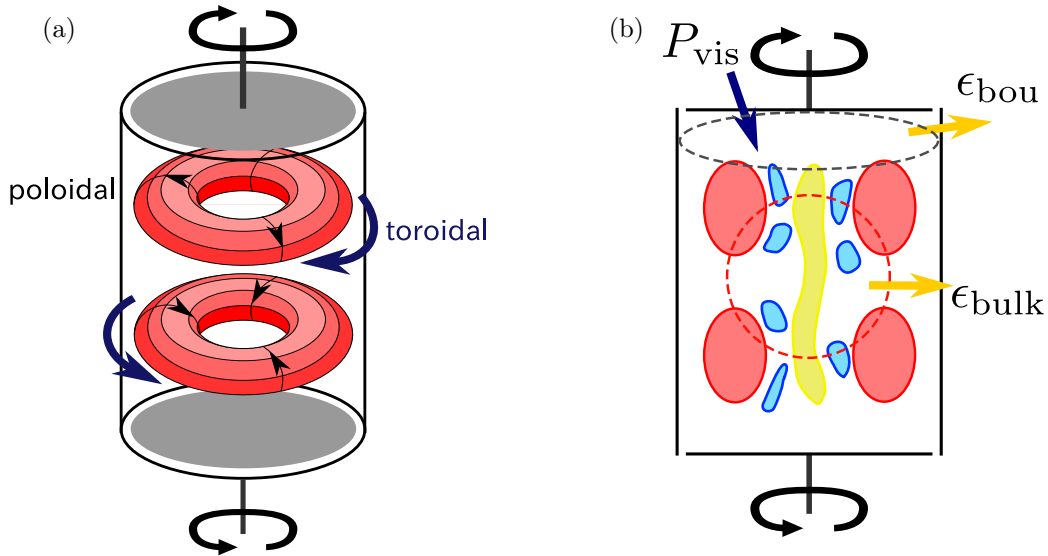 (a)
poloidal
toroidal
(b)
P_vis
ϵ_bou
ϵ_bulk